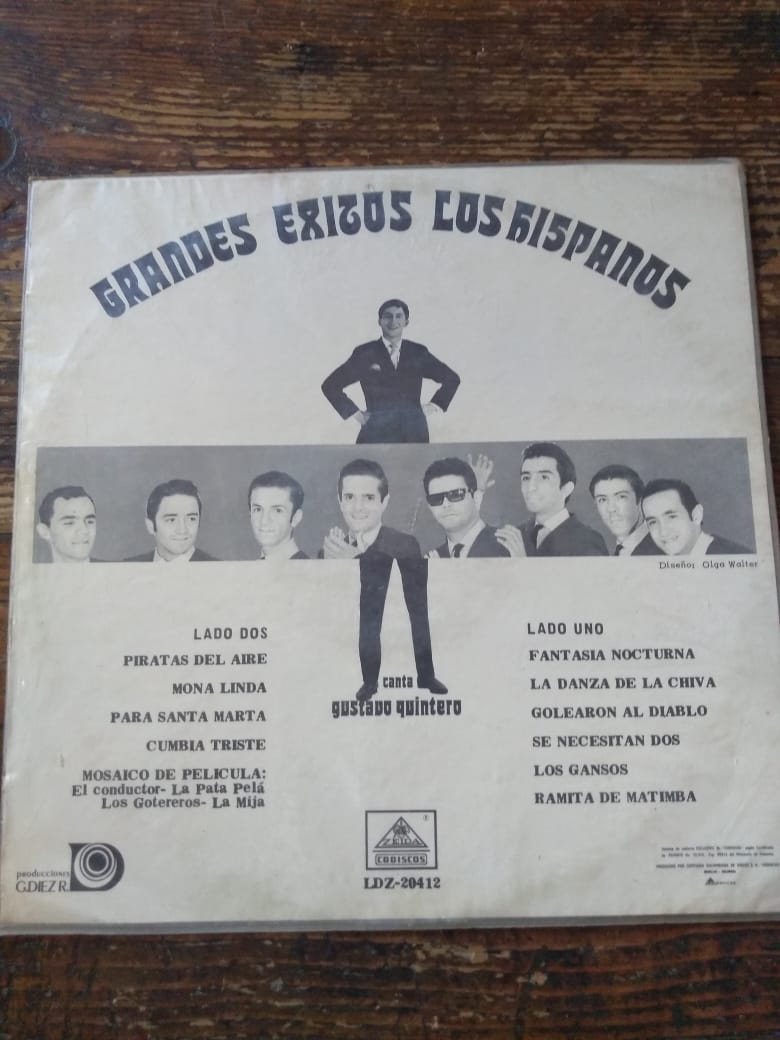 GRANDES EXITOS LOS HISPANOS
Diseño: Olga Walter
LADO DOS
PIRATAS DEL AIRE
MONA LINDA
PARA SANTA MARTA
CUMBIA TRISTE
MOSAICO DE PELICULA:
El conductor- La Pata Pelá
Los Gotereros- La Mija
canta
gustavo quintero
LADO UNO
FANTASIA NOCTURNA
LA DANZA DE LA CHIVA
GOLEARON AL DIABLO
SE NECESITAN DOS
LOS GANSOS
RAMITA DE MATIMBA
producciones
G.DIEZ R.
ZEIDA
CODISCOS
LDZ-20412